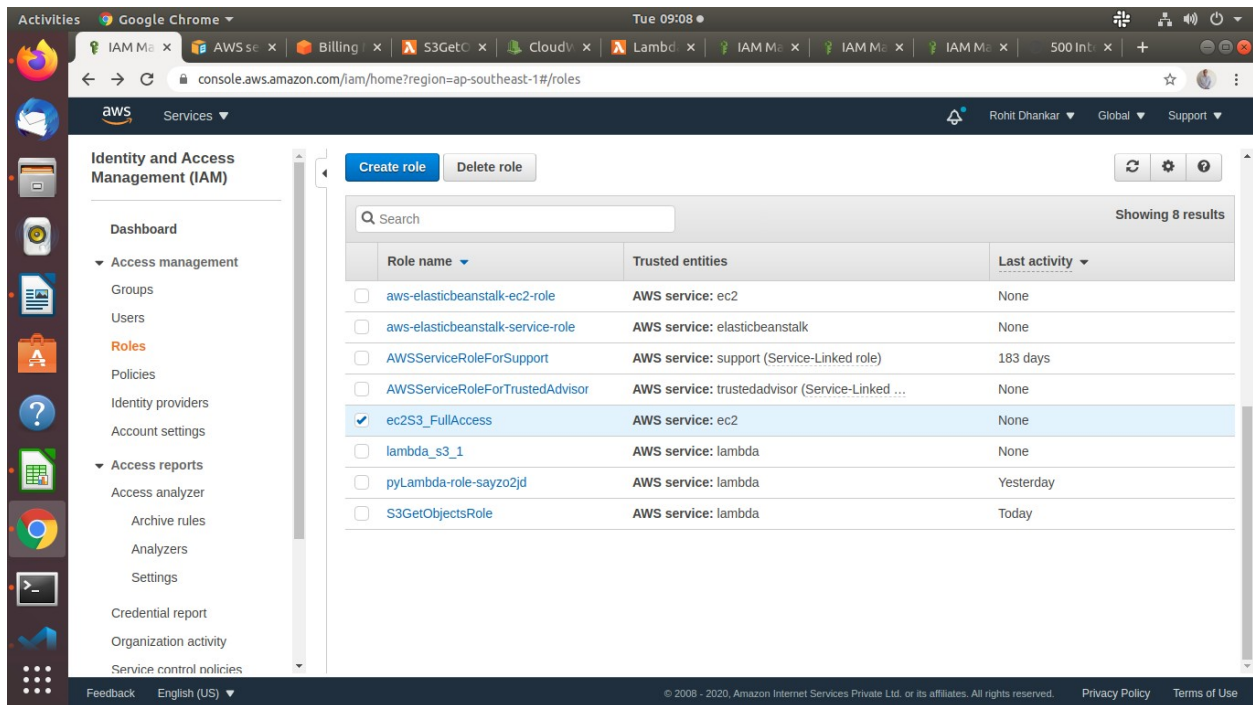 Activities Google Chrome ▾ Tue 09:08 ●
IAM Ma AWS se Billing S3GetO CloudW Lambd IAM Ma IAM Ma IAM Ma 500 Inte
console.aws.amazon.com/iam/home?region=ap-southeast-1#/roles
aws Services ▾ Rohit Dhankar ▾ Global ▾ Support ▾
Identity and Access
Management (IAM)
Dashboard
Access management
Groups
Users
Roles
Policies
Identity providers
Account settings
Access reports
Access analyzer
Archive rules
Analyzers
Settings
Credential report
Organization activity
Service control policies
Create role Delete role
Search Showing 8 results
Role name ▾ Trusted entities Last activity ▾
aws-elasticbeanstalk-ec2-role AWS service: ec2 None
aws-elasticbeanstalk-service-role AWS service: elasticbeanstalk None
AWSServiceRoleForSupport AWS service: support (Service-Linked role) 183 days
AWSServiceRoleForTrustedAdvisor AWS service: trustedadvisor (Service-Linked … None
ec2S3_FullAccess AWS service: ec2 None
lambda_s3_1 AWS service: lambda None
pyLambda-role-sayzo2jd AWS service: lambda Yesterday
S3GetObjectsRole AWS service: lambda Today
Feedback English (US) ▾ © 2008 - 2020, Amazon Internet Services Private Ltd. or its affiliates. All rights reserved. Privacy Policy Terms of Use